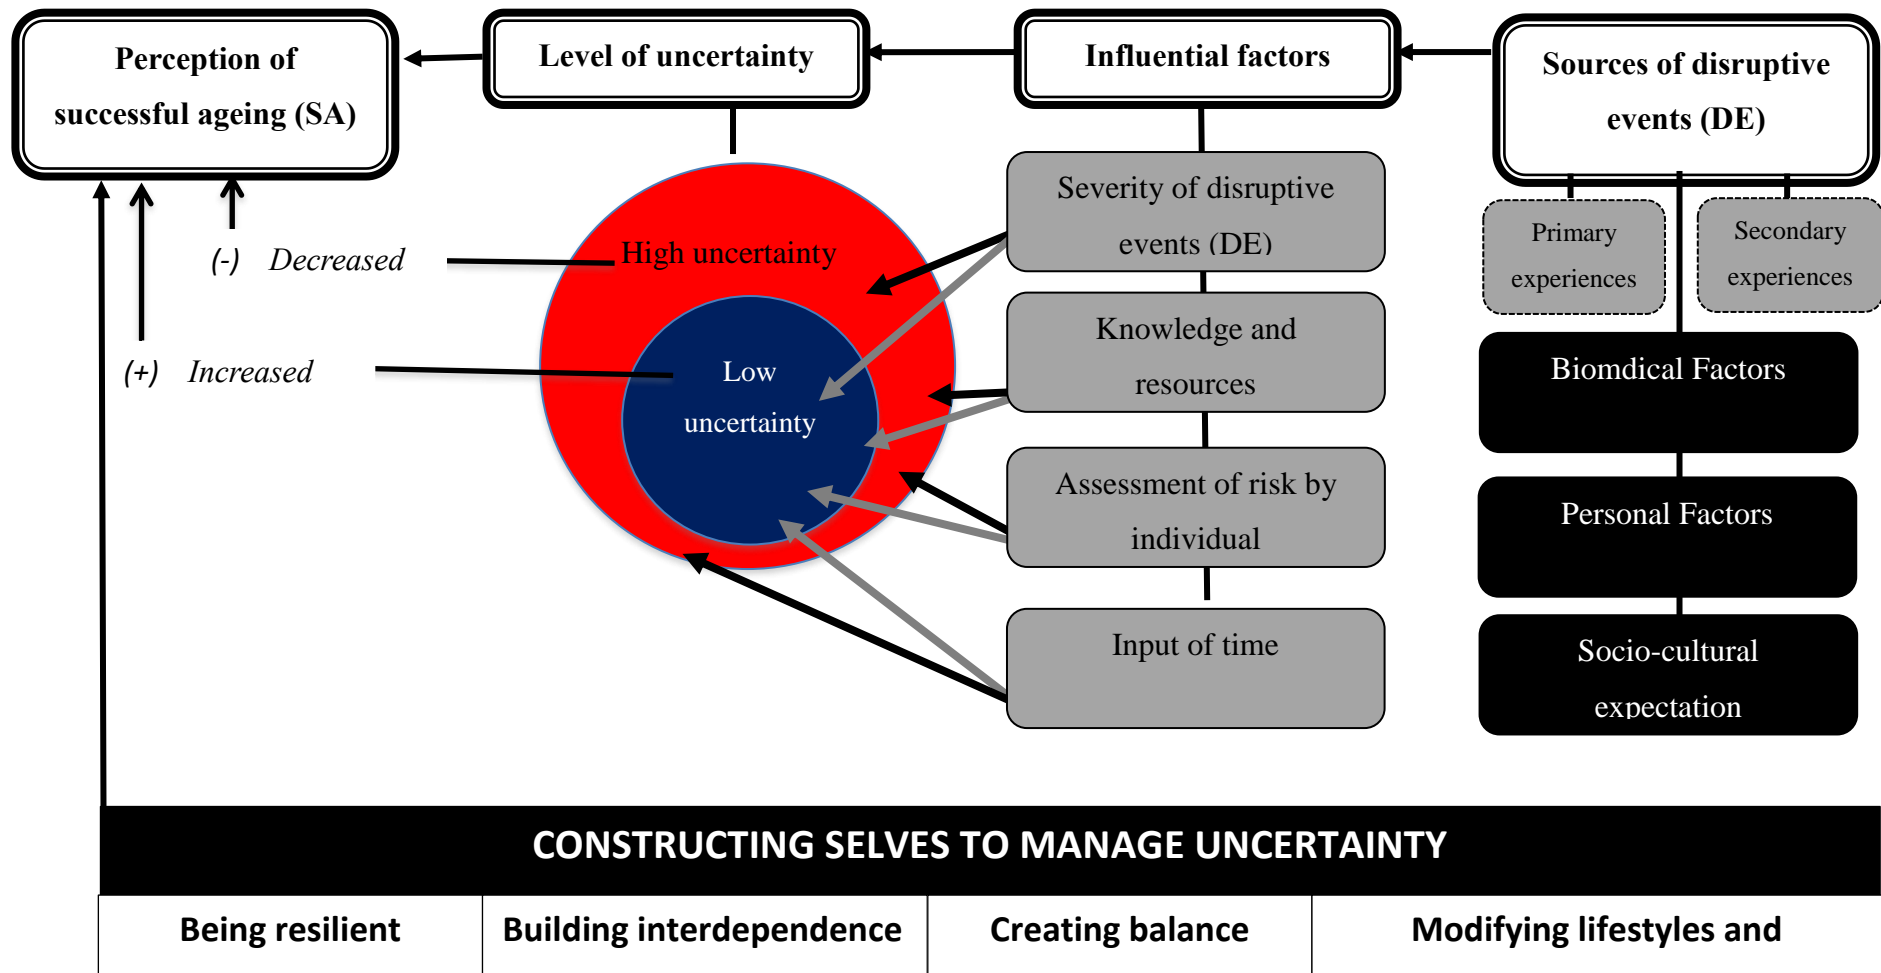 Perception of
successful ageing (SA)
Level of uncertainty
Influential factors
Sources of disruptive
events (DE)
Primary
experiences
Secondary
experiences
Severity of disruptive
events (DE)
High uncertainty
(-) Decreased
Knowledge and
resources
Low
uncertainty
(+) Increased
Biomdical Factors
Assessment of risk by
individual
Personal Factors
Input of time
Socio-cultural
expectation
CONSTRUCTING SELVES TO MANAGE UNCERTAINTY
Being resilient
Building interdependence
Creating balance
Modifying lifestyles and